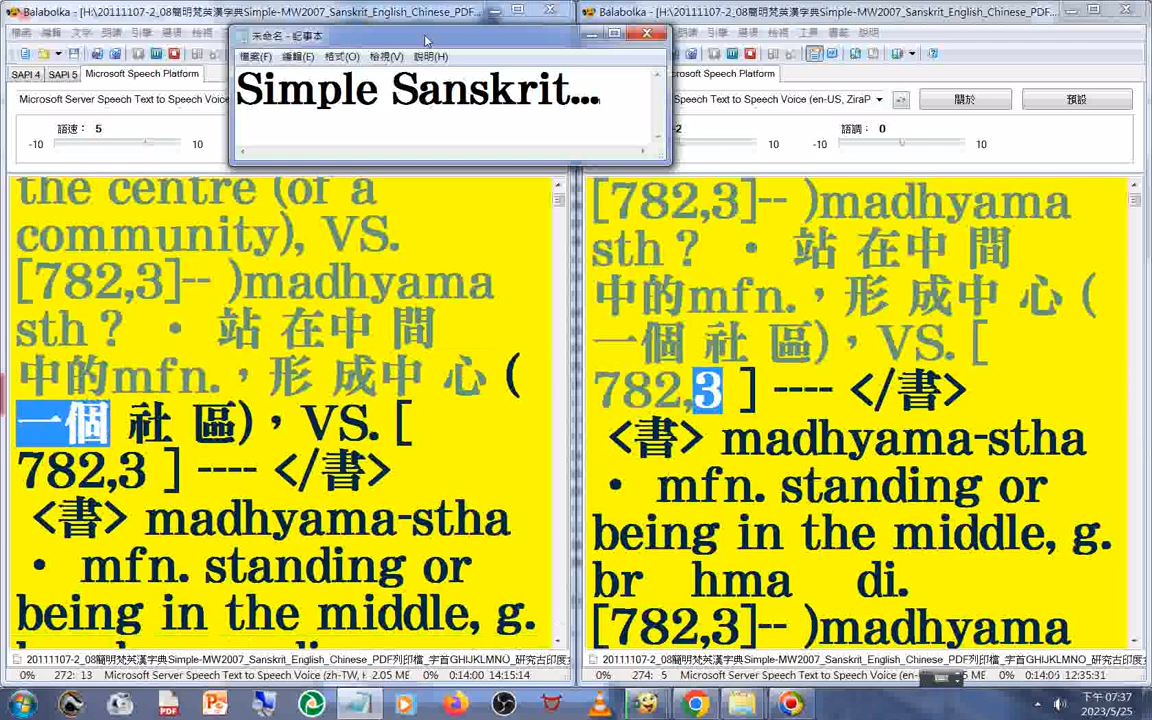 Balabolka - [H:\20111107-2_08簡明梵英漢字典Simple-MW2007_Sanskrit_English_Chinese_PDF...
未命名 - 記事本
檔案(F) 編輯(E) 格式(O) 檢視(V) 說明(H)
Simple Sanskrit...
SAPI 4 SAPI 5 Microsoft Speech Platform
Microsoft Server Speech Text to Speech Voice
語速： 5
-10 10
the centre (of a
community), VS.
[782,3]-- )madhyama
sth？ • 站 在中 間
中的mfn.，形 成中 心 (
一個 社 區)，VS. [
782,3 ] ---- </書>
<書> madhyama-stha
• mfn. standing or
being in the middle, g.
20111107-2_08簡明梵英漢字典Simple-MW2007_Sanskrit_English_Chinese_PDF列印檔_字首GHIJKLMNO_研究古印度
0% 272: 13 Microsoft Server Speech Text to Speech Voice (zh-TW, H 2.05 ME 0:14:00 14:15:14
Balabolka - [H:\20111107-2_08簡明梵英漢字典Simple-MW2007_Sanskrit_English_Chinese_PDF...
Speech Platform
Speech Text to Speech Voice (en-US, ZiraP 關於 預設
-2 語調： 0
10 -10 10
[782,3]-- )madhyama
sth？ • 站 在中 間
中的mfn.，形 成中 心 (
一個 社 區)，VS. [
782,3 ] ---- </書>
<書> madhyama-stha
• mfn. standing or
being in the middle, g.
br hma di.
[782,3]-- )madhyama
20111107-2_08簡明梵英漢字典Simple-MW2007_Sanskrit_English_Chinese_PDF列印檔_字首GHIJKLMNO_研究古印度
0% 274: 5 Microsoft Server Speech Text to Speech Voice (en-US, ME 0:14:05 12:35:31
下午 07:37
2023/5/25